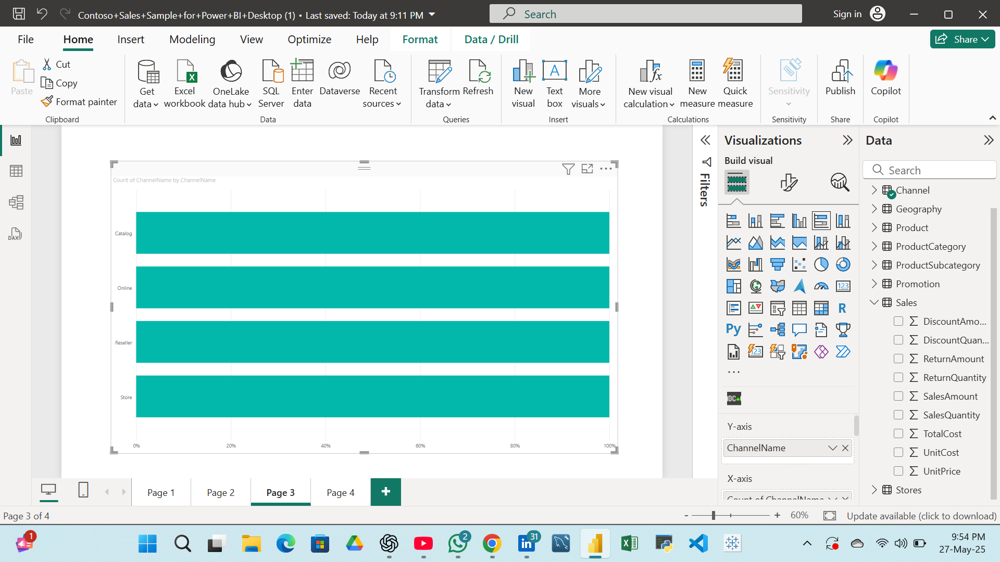 Contoso+Sales+Sample+for+Power+BI+Desktop (1) • Last saved: Today at 9:11 PM
Search
Sign in
File
Home
Insert
Modeling
View
Optimize
Help
Format
Data / Drill
Share
Paste
Cut
Copy
Format painter
Clipboard
Get data
Excel workbook
OneLake data hub
SQL Server
Enter data
Dataverse
Recent sources
Data
Transform data
Refresh
Queries
New visual
Text box
More visuals
Insert
New visual calculation
New measure
Quick measure
Calculations
Sensitivity
Sensitivity
Publish
Share
Copilot
Copilot
DAX
Count of ChannelName by ChannelName
Catalog
Online
Reseller
Store
0%
20%
40%
60%
80%
100%
Filters
Visualizations
Build visual
123
R
Py
123
BC
Y-axis
ChannelName
X-axis
Count of ChannelName
Data
Search
Channel
Geography
Product
ProductCategory
ProductSubcategory
Promotion
Sales
DiscountAmo...
DiscountQuan...
ReturnAmount
ReturnQuantity
SalesAmount
SalesQuantity
TotalCost
UnitCost
UnitPrice
Stores
Page 1
Page 2
Page 3
Page 4
Page 3 of 4
- + 60%
Update available (click to download)
1
2
31
9:54 PM
27-May-25